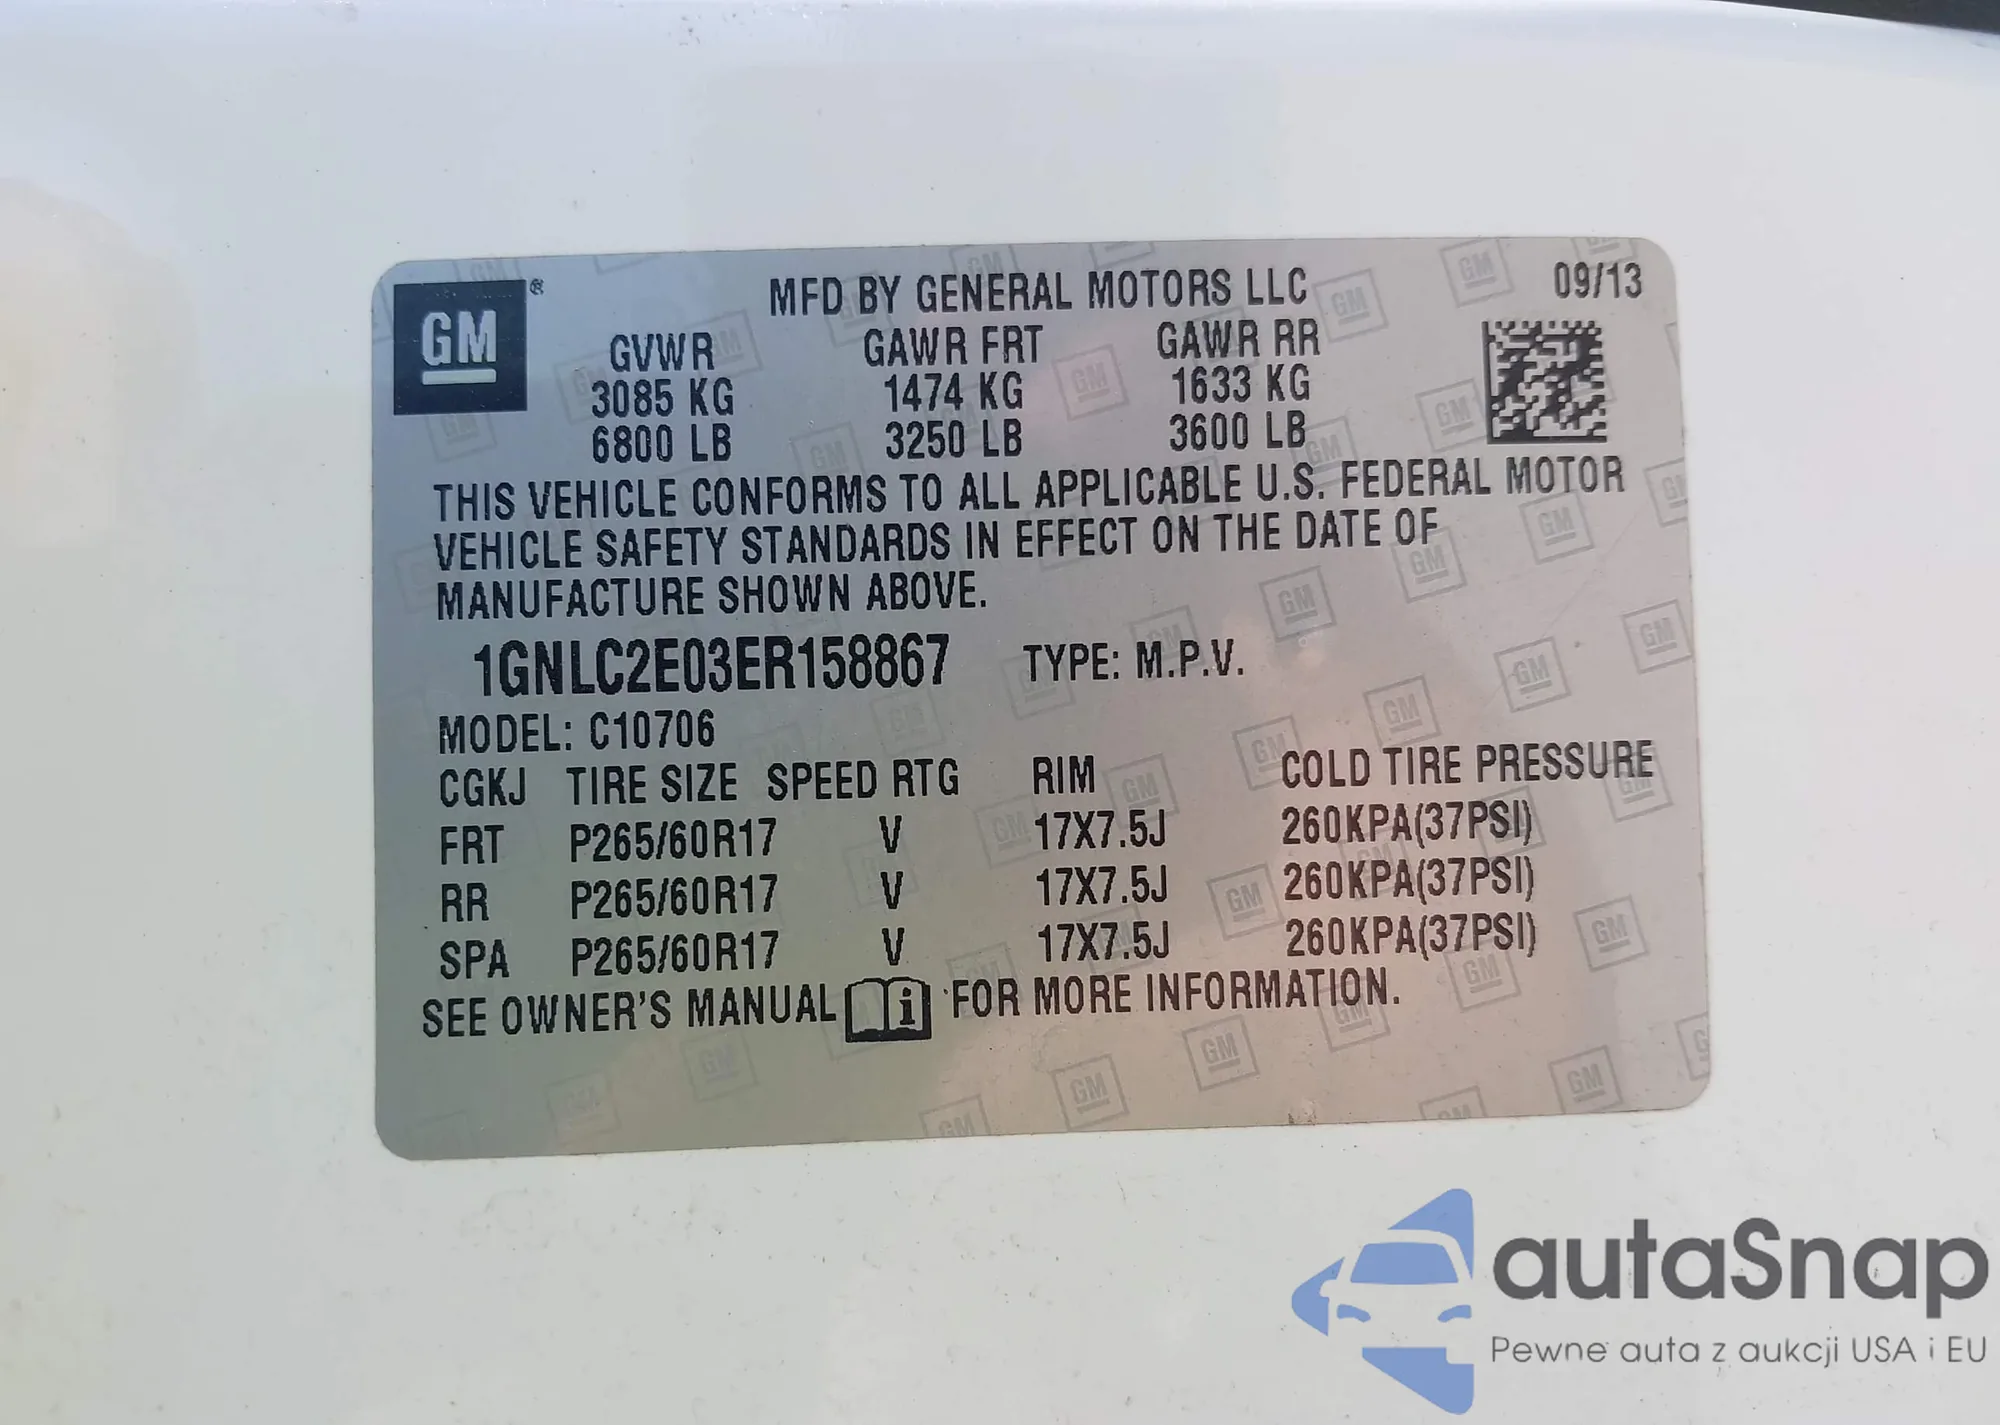 GM ®
MFD BY GENERAL MOTORS LLC 09/13
GVWR GAWR FRT GAWR RR
3085 KG 1474 KG 1633 KG
6800 LB 3250 LB 3600 LB
THIS VEHICLE CONFORMS TO ALL APPLICABLE U.S. FEDERAL MOTOR
VEHICLE SAFETY STANDARDS IN EFFECT ON THE DATE OF
MANUFACTURE SHOWN ABOVE.
1GNLC2E03ER158867 TYPE: M.P.V.
MODEL: C10706
CGKJ TIRE SIZE SPEED RTG RIM COLD TIRE PRESSURE
FRT P265/60R17 V 17X7.5J 260KPA(37PSI)
RR P265/60R17 V 17X7.5J 260KPA(37PSI)
SPA P265/60R17 V 17X7.5J 260KPA(37PSI)
SEE OWNER'S MANUAL i FOR MORE INFORMATION.
autaSnap
Pewne auta z aukcji USA i EU